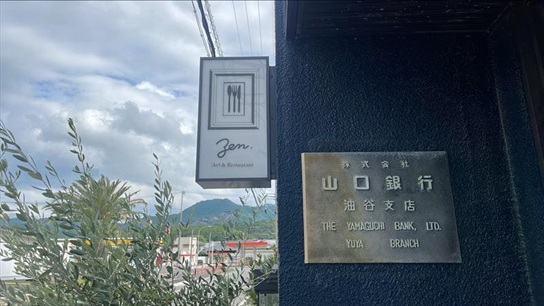 Zen.
Art & Restaurant
株式会社
山口銀行
油谷支店
THE YAMAGUCHI BANK, LTD.
YUYA BRANCH